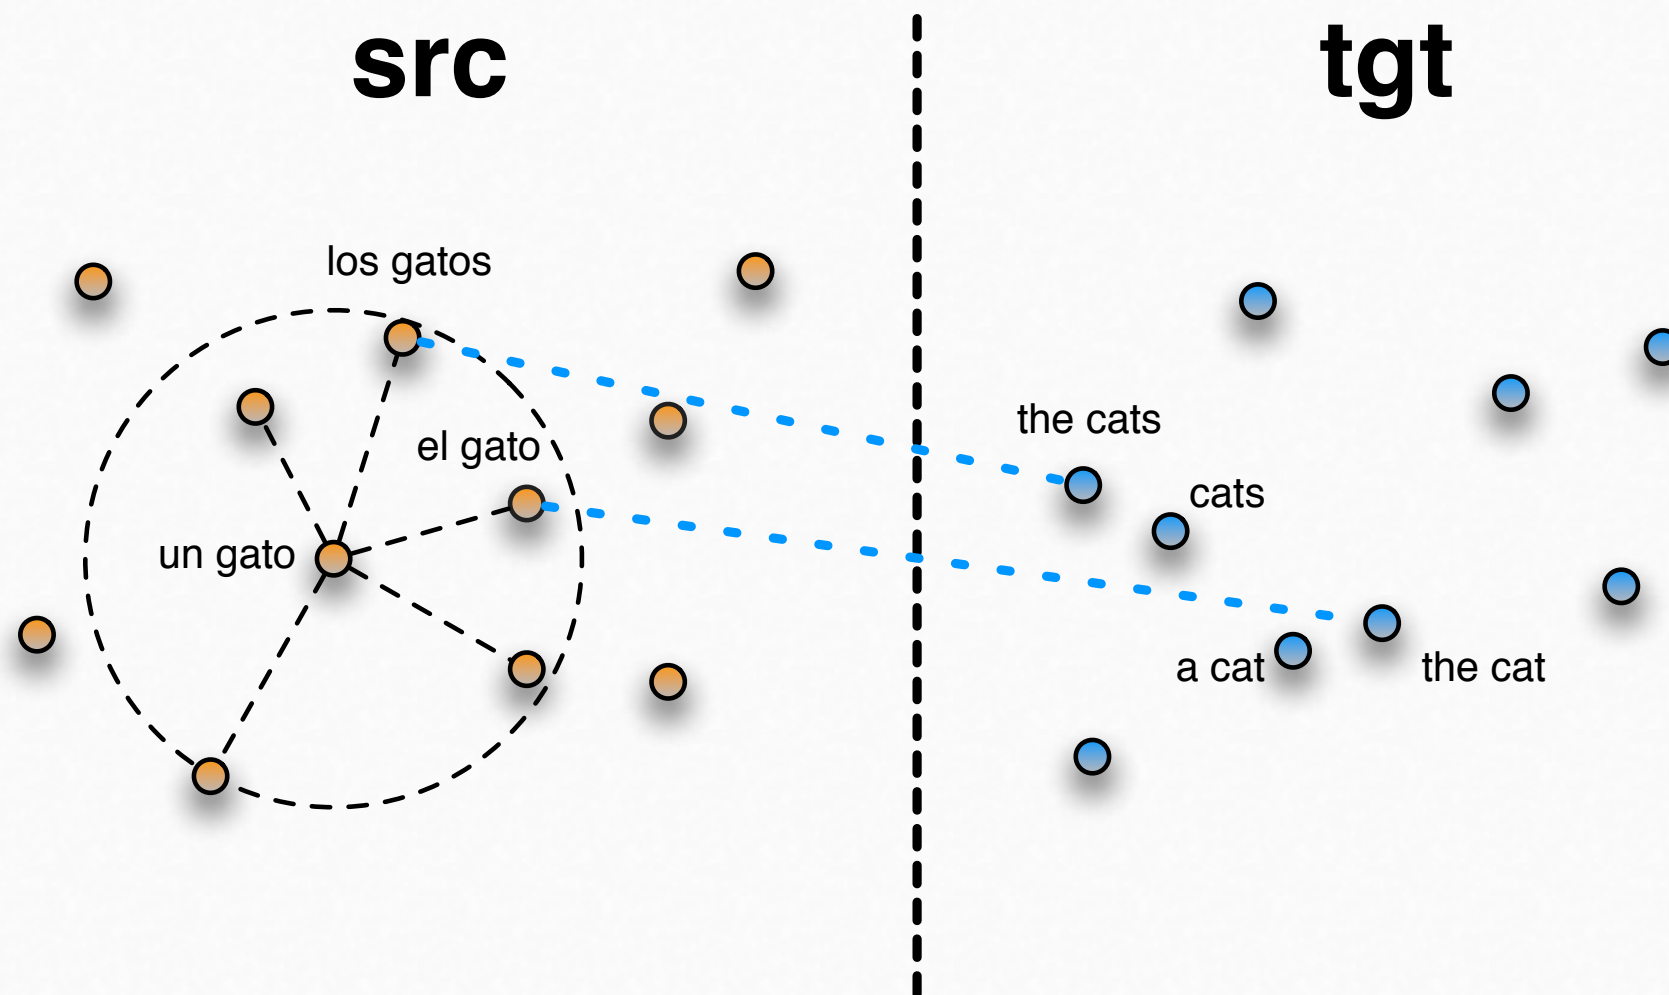 src
tgt
los gatos
the cats
el gato
cats
un gato
a cat
the cat